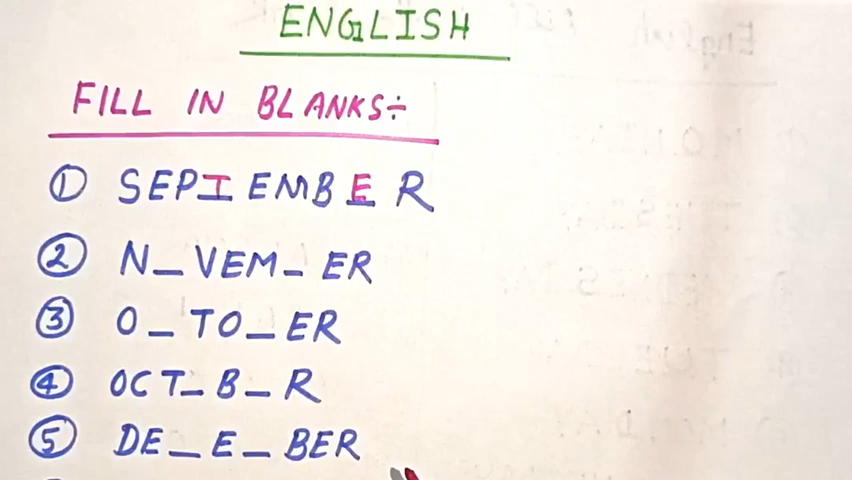 ENGLISH
FILL IN BLANKS÷
① SEPTEMBER
② N_VEM_ER
③ O_TO_ER
④ OCT_B_R
⑤ DE_E_BER